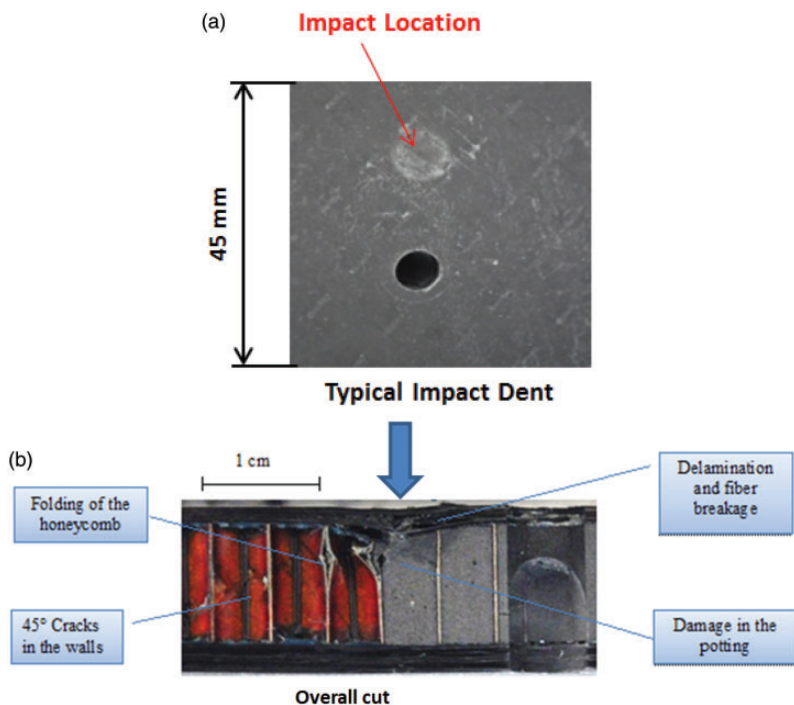 (a)
Impact Location
45 mm
Typical Impact Dent
(b)
1 cm
Folding of the
honeycomb
Delamination
and fiber
breakage
45° Cracks
in the walls
Damage in the
potting
Overall cut